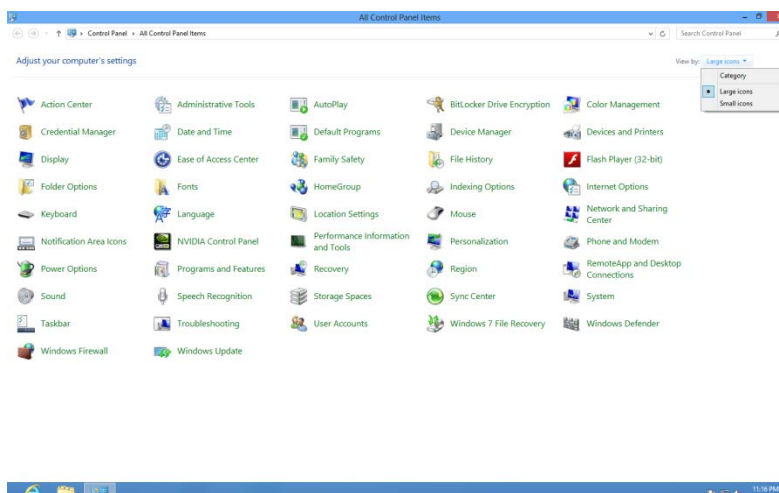 All Control Panel Items
Control Panel All Control Panel Items
Search Control Panel
Adjust your computer's settings
View by: Large icons
Category
Large icons
Small icons
Action Center
Administrative Tools
AutoPlay
BitLocker Drive Encryption
Color Management
Credential Manager
Date and Time
Default Programs
Device Manager
Devices and Printers
Display
Ease of Access Center
Family Safety
File History
Flash Player (32-bit)
Folder Options
Fonts
HomeGroup
Indexing Options
Internet Options
Keyboard
Language
Location Settings
Mouse
Network and Sharing
Center
Notification Area Icons
NVIDIA Control Panel
Performance Information
and Tools
Personalization
Phone and Modem
Power Options
Programs and Features
Recovery
Region
RemoteApp and Desktop
Connections
Sound
Speech Recognition
Storage Spaces
Sync Center
System
Taskbar
Troubleshooting
User Accounts
Windows 7 File Recovery
Windows Defender
Windows Firewall
Windows Update
11:16 PM